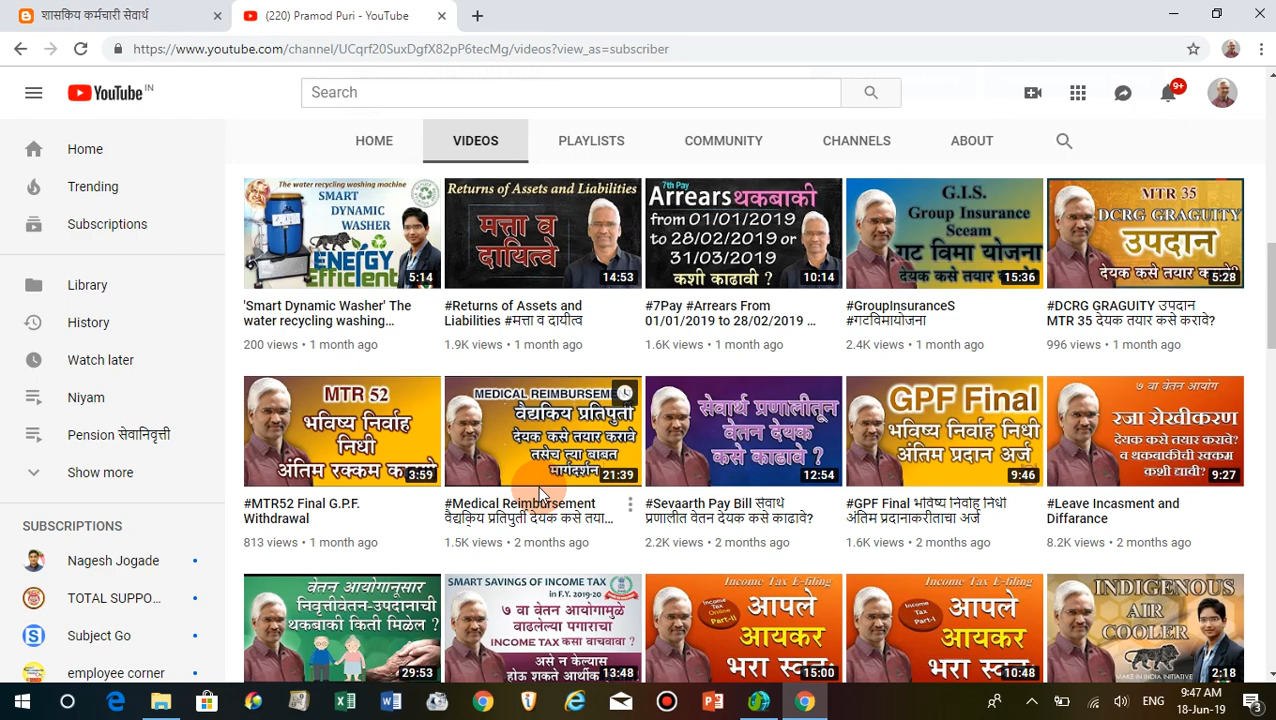 शासकिय कर्मचारी सेवार्थ
(220) Pramod Puri - YouTube
https://www.youtube.com/channel/UCqrf20SuxDgfX82pP6tecMg/videos?view_as=subscriber
YouTube IN
Search
9+
HOME VIDEOS PLAYLISTS COMMUNITY CHANNELS ABOUT
Home
Trending
Subscriptions
Library
History
Watch later
Niyam
Pension सेवानिवृत्ती
Show more
SUBSCRIPTIONS
Nagesh Jogade
TOTAL SUPPO...
Subject Go
employee corner
The water recycling washing machine
SMART
DYNAMIC
WASHER
ENERGY
Efficient
5:14
'Smart Dynamic Washer' The
water recycling washing...
200 views • 1 month ago
Returns of Assets and Liabilities
मत्ता व
दायित्वे
14:53
#Returns of Assets and
Liabilities #मत्ता व दायीत्व
1.9K views • 1 month ago
7th Pay
Arrears थकबाकी
from 01/01/2019
to 28/02/2019 or
31/03/2019
कशी काढावी ?
10:14
#7Pay #Arrears From
01/01/2019 to 28/02/2019 ...
1.6K views • 1 month ago
G.I.S.
Group Insurance
Sceam
गट विमा योजना
देयक कसे तयार
15:36
#GroupInsuranceS
#गटविमायोजना
2.4K views • 1 month ago
MTR 35
DCRG GRAGUITY
उपदान
देयक कसे तयार
5:28
#DCRG GRAGUITY उपदान
MTR 35 देयक तयार कसे करावे?
996 views • 1 month ago
MTR 52
भविष्य निर्वाह
निधी
अंतिम रक्कम
3:59
#MTR52 Final G.P.F.
Withdrawal
813 views • 1 month ago
MEDICAL REIMBURSEME
वैद्यकिय प्रतिपुर्ती
देयक कसे तयार करावे
तसेच त्या बाबत
मार्गदर्शन
21:39
#Medical Reimbursement
वैद्यकिय प्रतिपुर्ती देयक कसे तया...
1.5K views • 2 months ago
सेवार्थ प्रणालीतून
वेतन देयक
कसे काढावे ?
12:54
#Sevaarth Pay Bill सेवार्थ
प्रणालीत वेतन देयक कसे काढावे?
2.2K views • 2 months ago
GPF Final
भविष्य निर्वाह निधी
अंतिम प्रदान अर्ज
9:46
#GPF Final भविष्य निर्वाह निधी
अंतिम प्रदानाकरीताचा अर्ज
1.6K views • 2 months ago
७ वा वेतन आयोग
रजा रोखीकरण
देयक कसे तयार करावे?
व थकबाकीची रक्कम
कशी द्यावी ?
9:27
#Leave Incasment and
Diffarance
8.2K views • 2 months ago
वेतन आयोगानूसार
निवृत्तीवेतन-उपदानाची
थकबाकी किती मिळेल ?
29:53
SMART SAVINGS OF INCOME TAX
in F.Y. 2019-20
७ वा वेतन आयोगामुळे
वाढलेल्या पगाराचा
INCOME TAX कसा वाचवावा ?
असे न केल्यास
होऊ शकते आर्थीक
13:48
Income Tax E-filing
Income Tax Online Part-II
आपले
आयकर
भरा स्वतः
15:00
Income Tax E-filing
Income Tax Part-I
आपले
आयकर
भरा स्वतः
10:48
INDIGENOUS
AIR
COOLER
MAKE IN INDIA INITIATIVE
2:18
ENG
9:47 AM
18-Jun-19
3